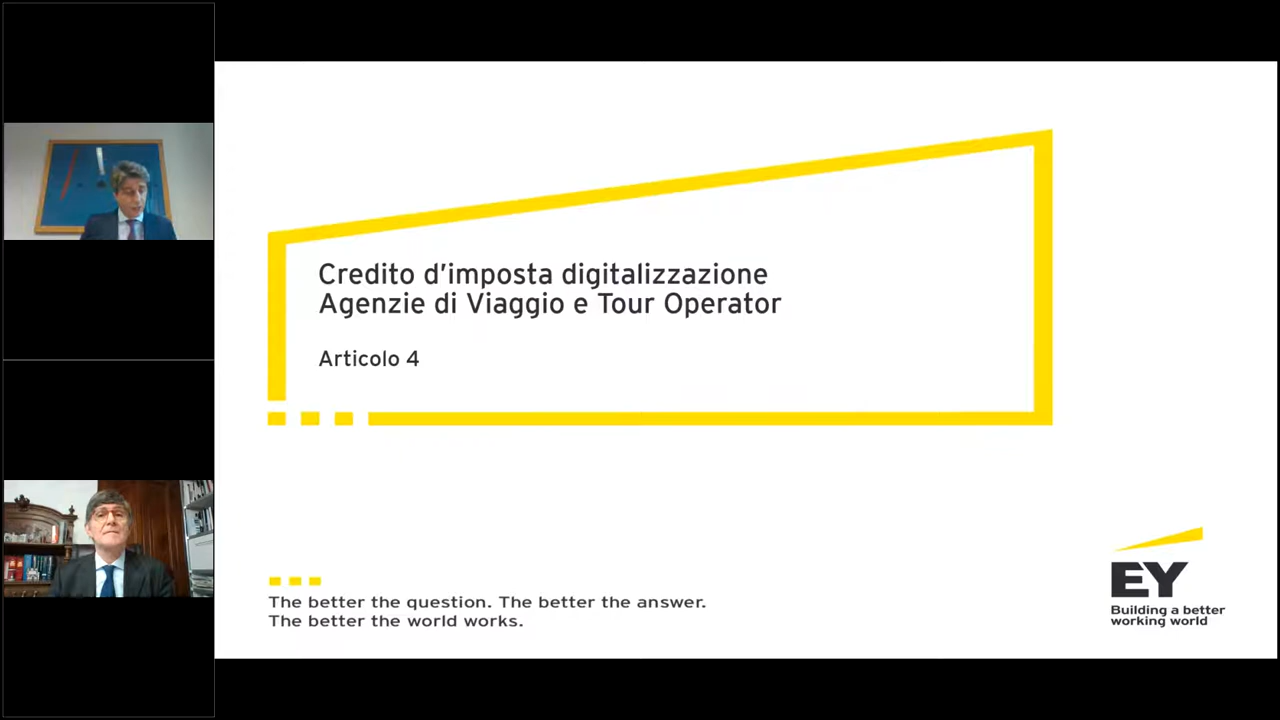 Credito d'imposta digitalizzazione
Agenzie di Viaggio e Tour Operator
Articolo 4
The better the question. The better the answer.
The better the world works.
EY
Building a better
working world